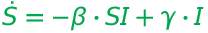 Ṡ = −β · SI + γ · I